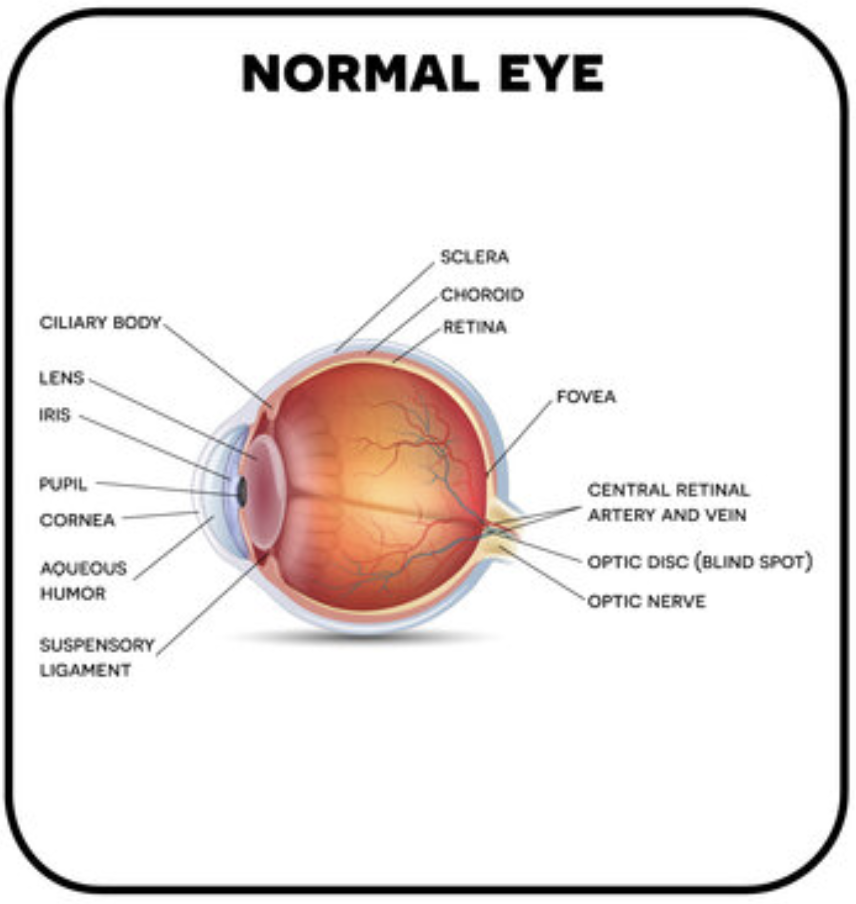 NORMAL EYE
SCLERA
CHOROID
RETINA
CILIARY BODY
LENS
IRIS
FOVEA
PUPIL
CORNEA
CENTRAL RETINAL
ARTERY AND VEIN
AQUEOUS
HUMOR
OPTIC DISC (BLIND SPOT)
OPTIC NERVE
SUSPENSORY
LIGAMENT